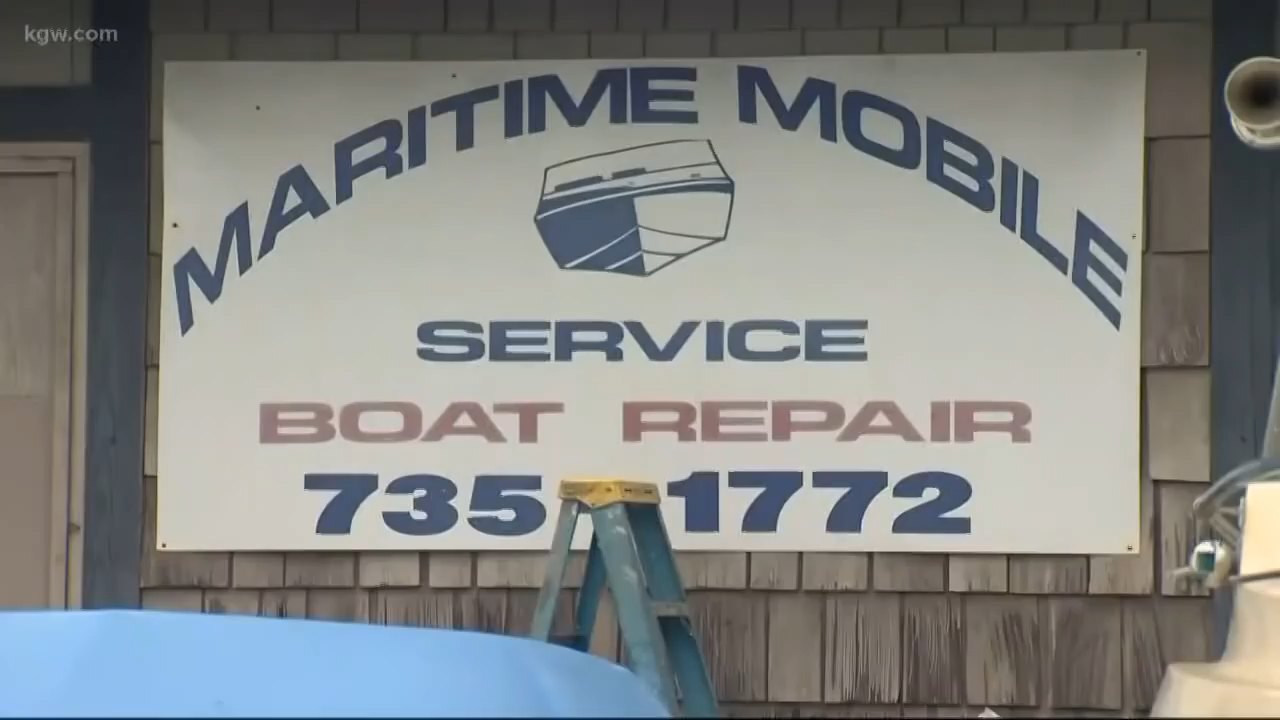 kgw.com
MARITIME MOBILE
SERVICE
BOAT REPAIR
735 1772